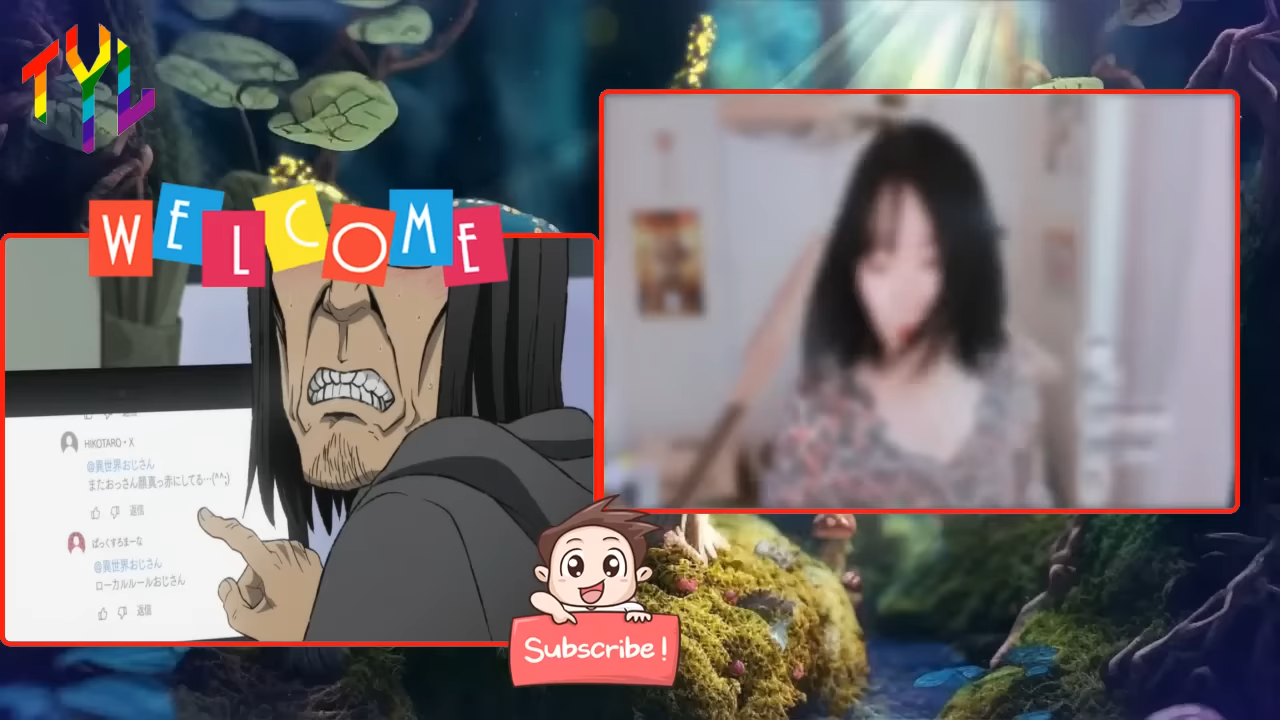 TYL
WELCOME
HIKOTARO • X
@異世界おじさん
またおっさん顔真っ赤にしてる…(^^;)
返信
ぱっくすろまーな
@異世界おじさん
ローカルルールおじさん
返信
Subscribe!